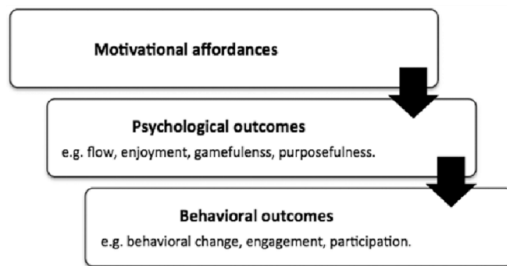 Motivational affordances
Psychological outcomes
e.g. flow, enjoyment, gamefulenss, purposefulness.
Behavioral outcomes
e.g. behavioral change, engagement, participation.